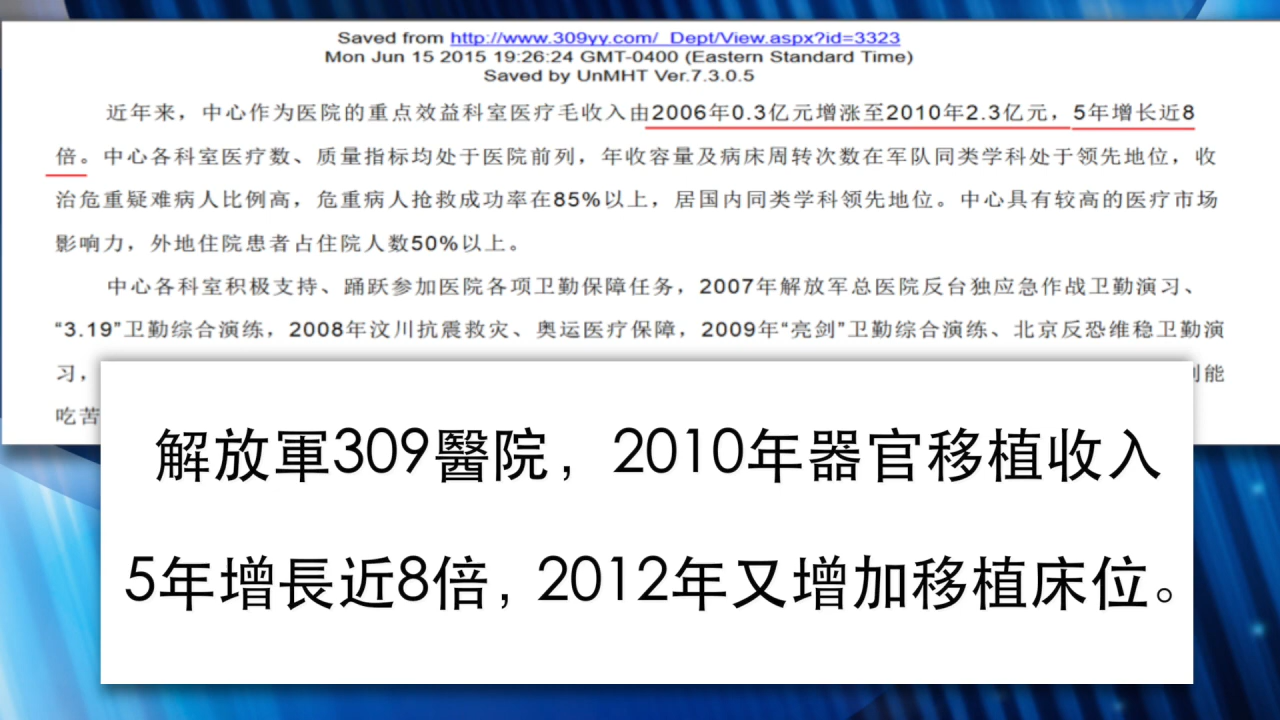 Saved from http://www.309yy.com/_Dept/View.aspx?id=3323
Mon Jun 15 2015 19:26:24 GMT-0400 (Eastern Standard Time)
Saved by UnMHT Ver.7.3.0.5
近年来，中心作为医院的重点效益科室医疗毛收入由2006年0.3亿元增涨至2010年2.3亿元，5年增长近8
倍。中心各科室医疗数、质量指标均处于医院前列，年收容量及病床周转次数在军队同类学科处于领先地位，收
治危重疑难病人比例高，危重病人抢救成功率在85%以上，居国内同类学科领先地位。中心具有较高的医疗市场
影响力，外地住院患者占住院人数50%以上。
中心各科室积极支持、踊跃参加医院各项卫勤保障任务，2007年解放军总医院反台独应急作战卫勤演习、
“3.19”卫勤综合演练，2008年汶川抗震救灾、奥运医疗保障，2009年“亮剑”卫勤综合演练、北京反恐维稳卫勤演
习，
能
吃苦
解放軍309醫院，2010年器官移植收入
5年增長近8倍，2012年又增加移植床位。